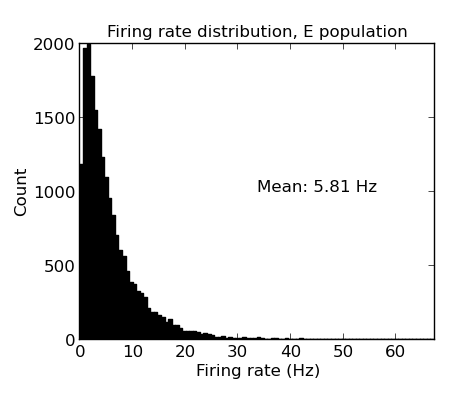 Firing rate distribution, E population
2000
1500
1000
500
0
Count
Mean: 5.81 Hz
0 10 20 30 40 50 60
Firing rate (Hz)